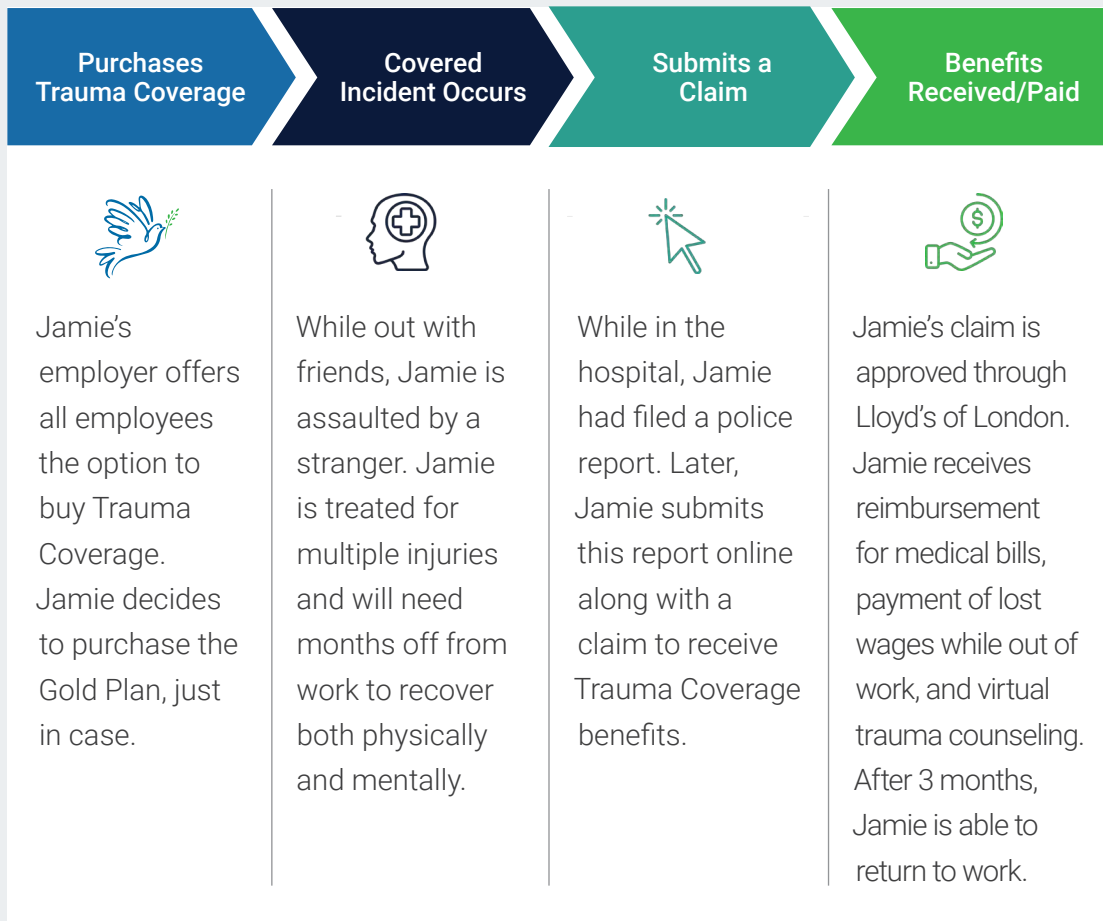 Purchases
Trauma Coverage
Covered
Incident Occurs
Submits a
Claim
Benefits
Received/Paid
Jamie's
employer offers
all employees
the option to
buy Trauma
Coverage.
Jamie decides
to purchase the
Gold Plan, just
in case.
While out with
friends, Jamie is
assaulted by a
stranger. Jamie
is treated for
multiple injuries
and will need
months off from
work to recover
both physically
and mentally.
While in the
hospital, Jamie
had filed a police
report. Later,
Jamie submits
this report online
along with a
claim to receive
Trauma Coverage
benefits.
$
Jamie's claim is
approved through
Lloyd's of London.
Jamie receives
reimbursement
for medical bills,
payment of lost
wages while out of
work, and virtual
trauma counseling.
After 3 months,
Jamie is able to
return to work.